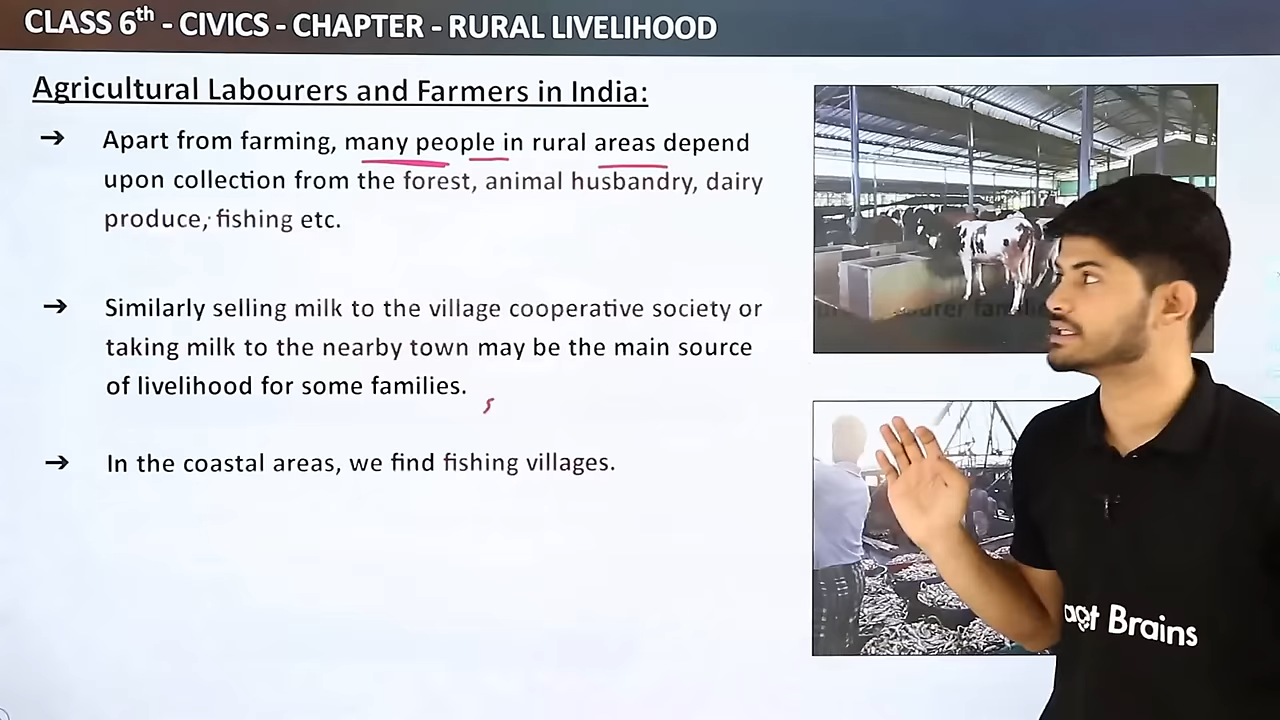 CLASS 6th - CIVICS - CHAPTER - RURAL LIVELIHOOD
Agricultural Labourers and Farmers in India:
➔ Apart from farming, many people in rural areas depend
upon collection from the forest, animal husbandry, dairy
produce, fishing etc.
➔ Similarly selling milk to the village cooperative society or
taking milk to the nearby town may be the main source
of livelihood for some families.
➔ In the coastal areas, we find fishing villages.
Brains